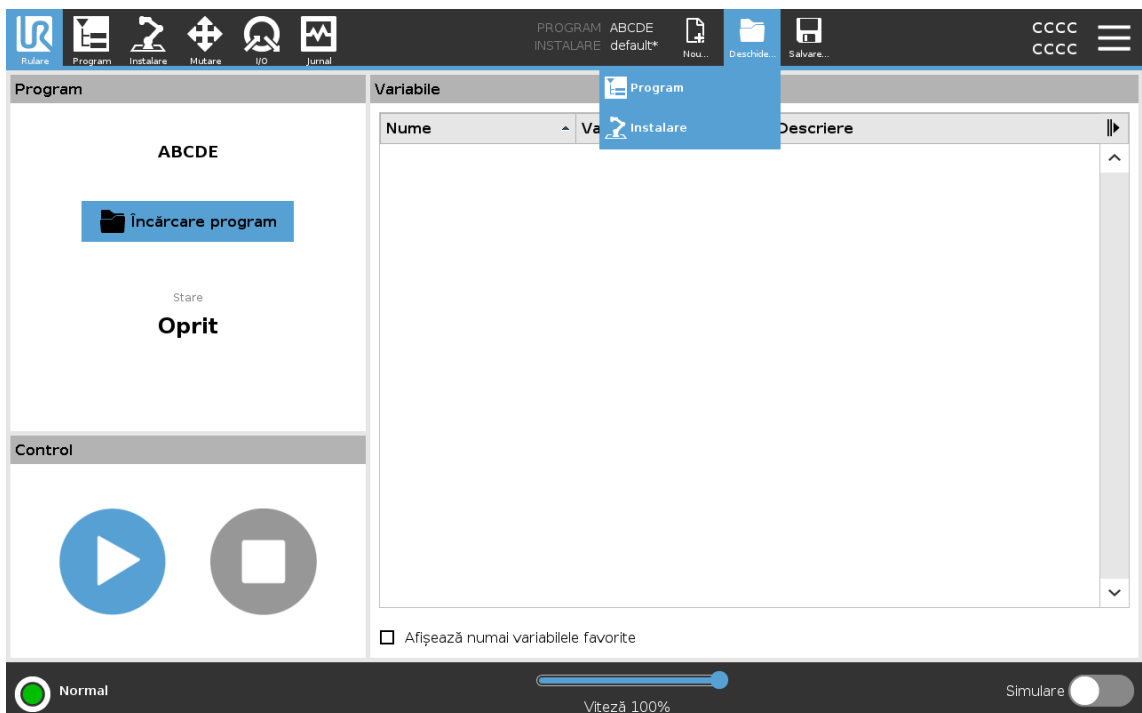 Rulare
Program
Instalare
Mutare
I/O
Jurnal
PROGRAM ABCDE
INSTALARE default*
Nou...
Deschide...
Salvare...
CCCC
CCCC
Program
Variabile
Program
Instalare
Nume
Va
Descriere
ABCDE
Încărcare program
Stare
Oprit
Control
Afișează numai variabilele favorite
Normal
Viteză 100%
Simulare